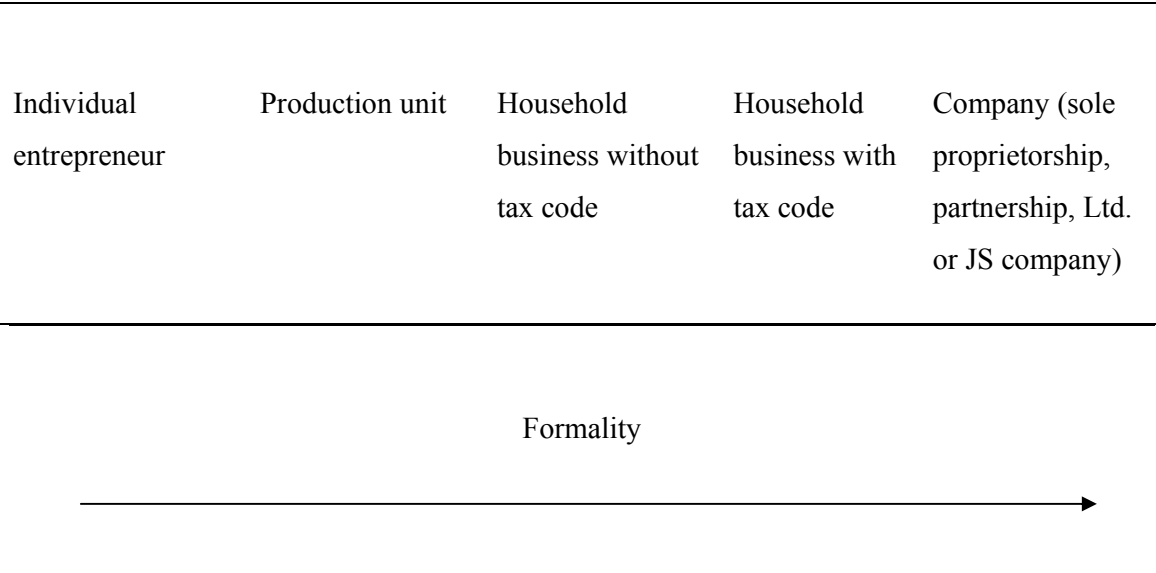 Individual
entrepreneur
Production unit
Household
business without
tax code
Household
business with
tax code
Company (sole
proprietorship,
partnership, Ltd.
or JS company)
Formality